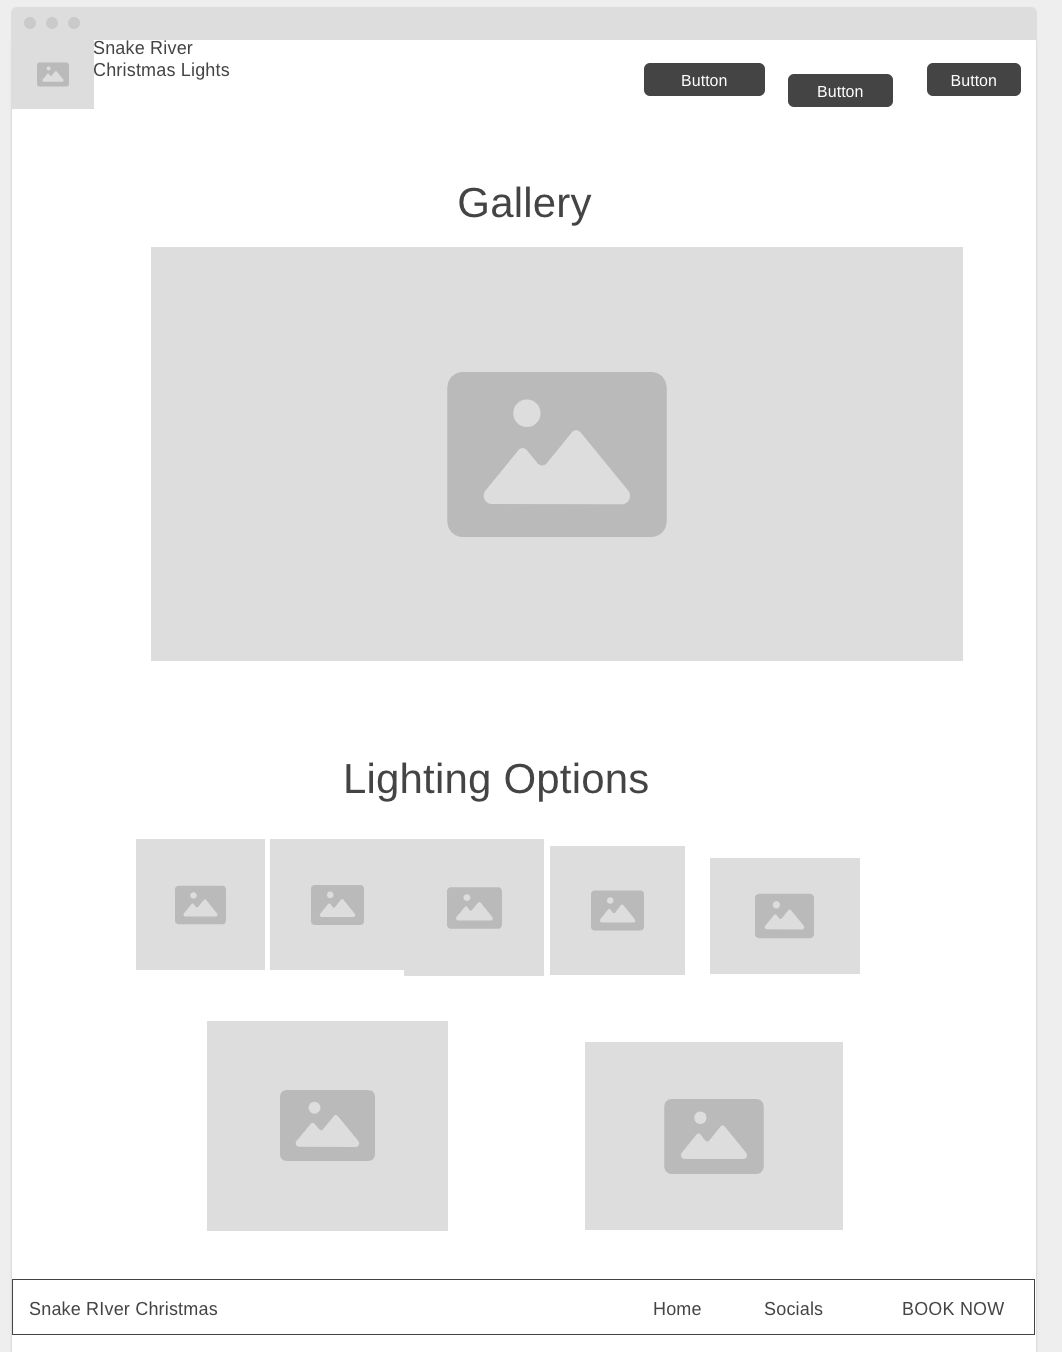 Snake River
Christmas Lights
Button
Button
Button
Gallery
Lighting Options
Snake RIver Christmas
Home
Socials
BOOK NOW